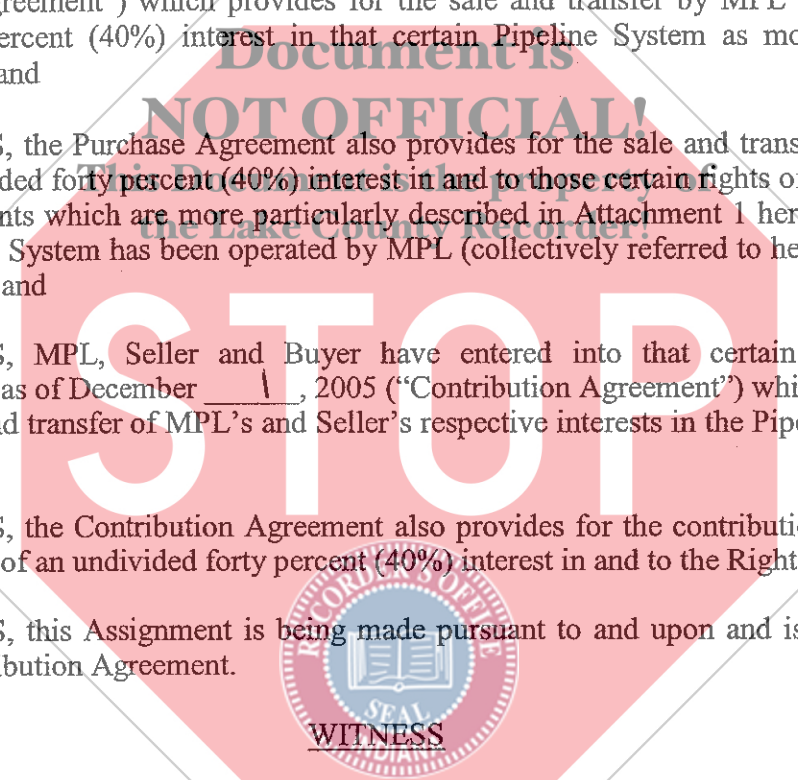 greement") which provides for the sale and transfer by MPL
ercent (40%) interest in that certain Pipeline System as mo
and
Document is
NOT OFFICIAL!
This Document is the property of
the Lake County Recorder!
S, the Purchase Agreement also provides for the sale and trans
ded forty percent (40%) interest in and to those certain rights o
nts which are more particularly described in Attachment 1 her
System has been operated by MPL (collectively referred to he
and
STOP
S, MPL, Seller and Buyer have entered into that certain
as of December 1, 2005 ("Contribution Agreement") whi
d transfer of MPL's and Seller's respective interests in the Pipe
S, the Contribution Agreement also provides for the contributi
of an undivided forty percent (40%) interest in and to the Right
S, this Assignment is being made pursuant to and upon and is
ibution Agreement.
RECORDER'S OFFICE
SEAL
INDIANA
WITNESS